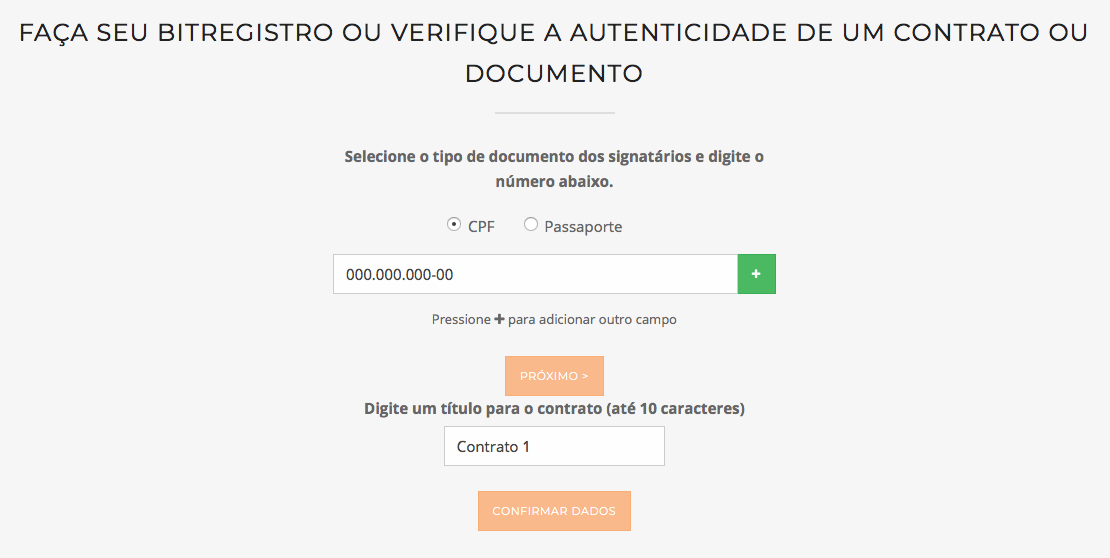 FAÇA SEU BITREGISTRO OU VERIFIQUE A AUTENTICIDADE DE UM CONTRATO OU
DOCUMENTO
Selecione o tipo de documento dos signatários e digite o
número abaixo.
CPF Passaporte
000.000.000-00 +
Pressione + para adicionar outro campo
PRÓXIMO >
Digite um título para o contrato (até 10 caracteres)
Contrato 1
CONFIRMAR DADOS